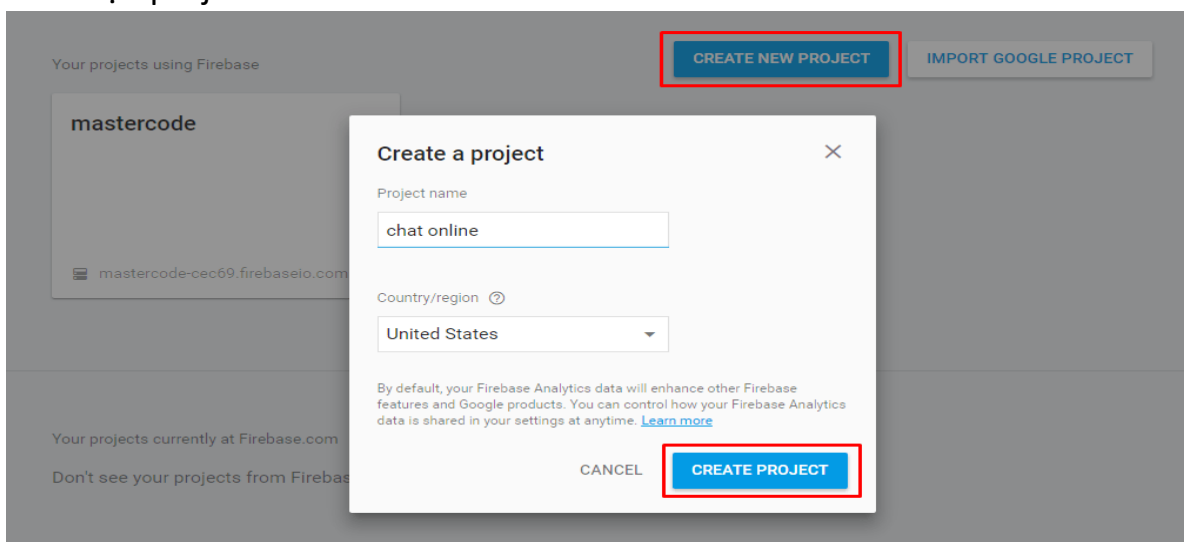 Your projects using Firebase
CREATE NEW PROJECT
IMPORT GOOGLE PROJECT
mastercode
mastercode-cec69.firebaseio.com
Create a project
Project name
chat online
Country/region
United States
By default, your Firebase Analytics data will enhance other Firebase
features and Google products. You can control how your Firebase Analytics
data is shared in your settings at anytime. Learn more
CANCEL
CREATE PROJECT
Your projects currently at Firebase.com
Don't see your projects from Firebas